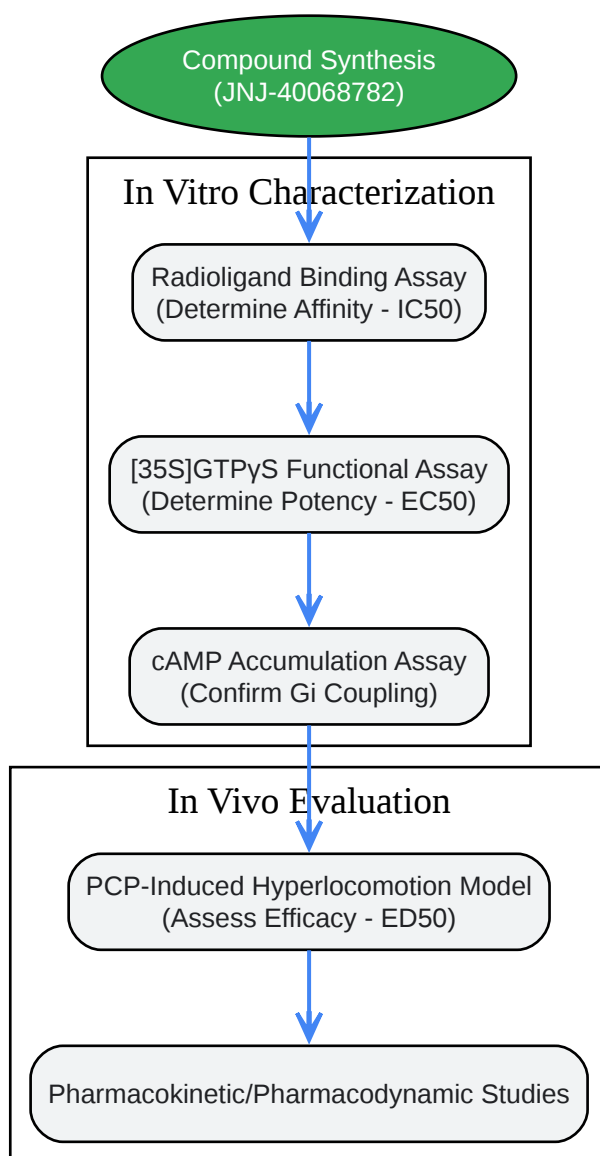 Compound Synthesis
(JNJ-40068782)
In Vitro Characterization
Radioligand Binding Assay
(Determine Affinity - IC50)
[35S]GTPγS Functional Assay
(Determine Potency - EC50)
cAMP Accumulation Assay
(Confirm Gi Coupling)
In Vivo Evaluation
PCP-Induced Hyperlocomotion Model
(Assess Efficacy - ED50)
Pharmacokinetic/Pharmacodynamic Studies